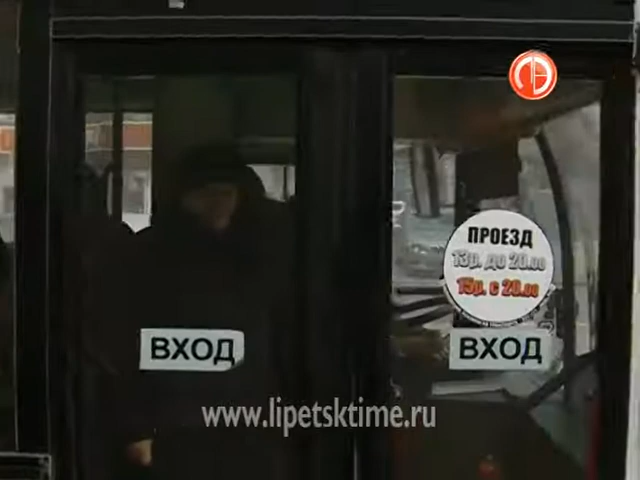 ПРОЕЗД
13р. до 20.00
15р. с 20.00
ВХОД
ВХОД
www.lipetsktime.ru